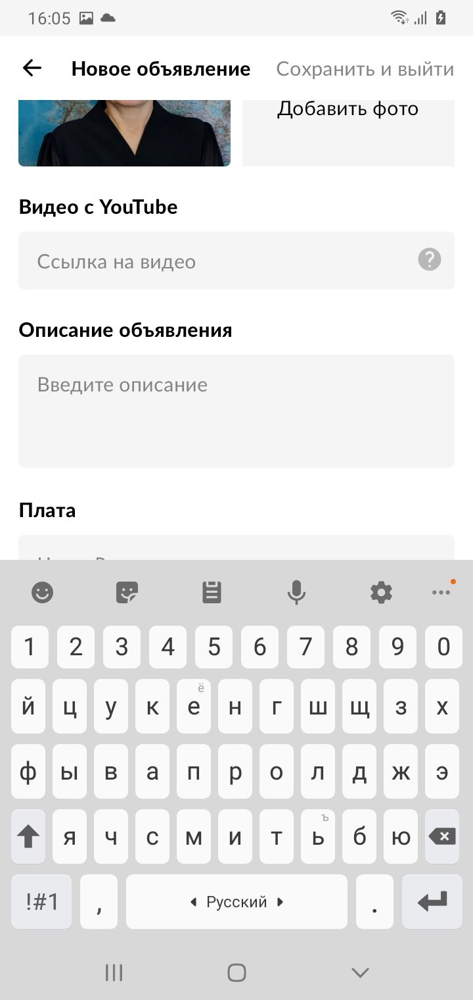 16:05
Новое объявление Сохранить и выйти
Добавить фото
Видео с YouTube
Ссылка на видео
Описание объявления
Введите описание
Плата
1 2 3 4 5 6 7 8 9 0
ё
й ц у к е н г ш щ з х
ф ы в а п р о л д ж э
ъ
я ч с м и т ь б ю
!#1 , Русский .